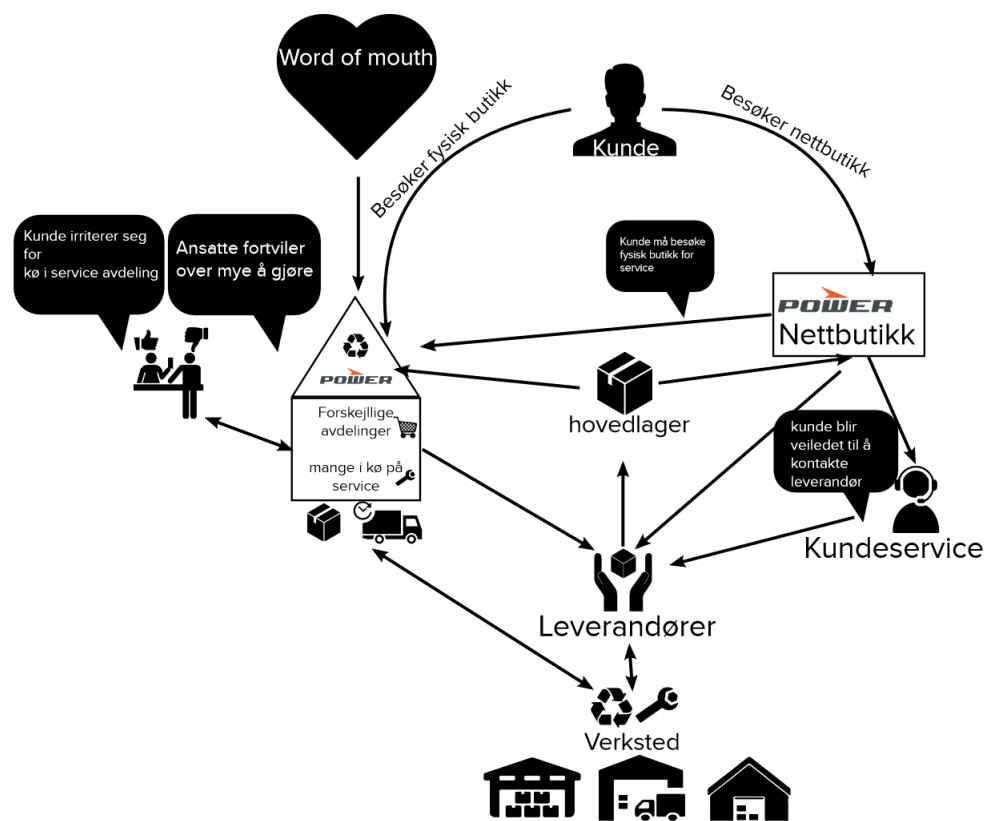 Word of mouth
Kunde
Besøker fysisk butikk
Besøker nettbutikk
Kunde irriterer seg
for
kø i service avdeling
Ansatte fortviler
over mye å gjøre
Kunde må besøke
fysisk butikk for
service
POWER
Nettbutikk
POWER
Forskejllige
avdelinger
mange i kø på
service
hovedlager
kunde blir
veiledet til å
kontakte
leverandør
Kundeservice
Leverandører
Verksted